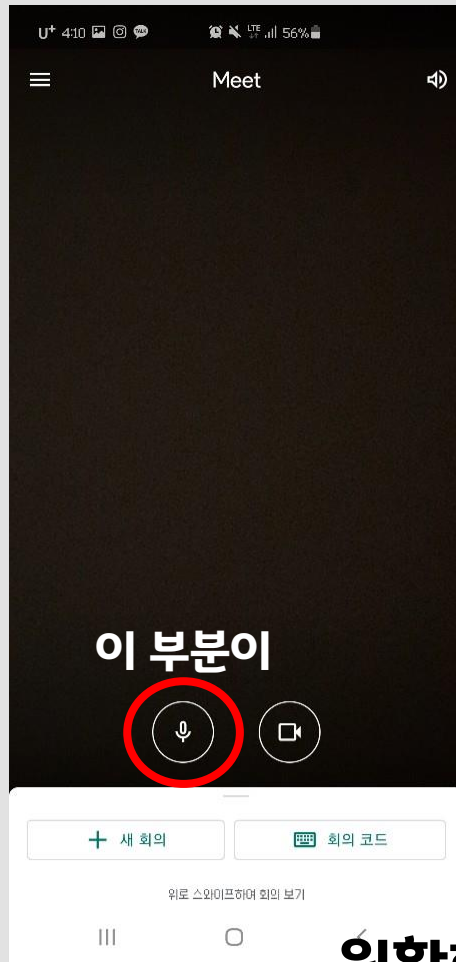 U+ 4:10 TALK LTE 56%
Meet
이 부분이
새 회의
회의 코드
위로 스와이프하여 회의 보기